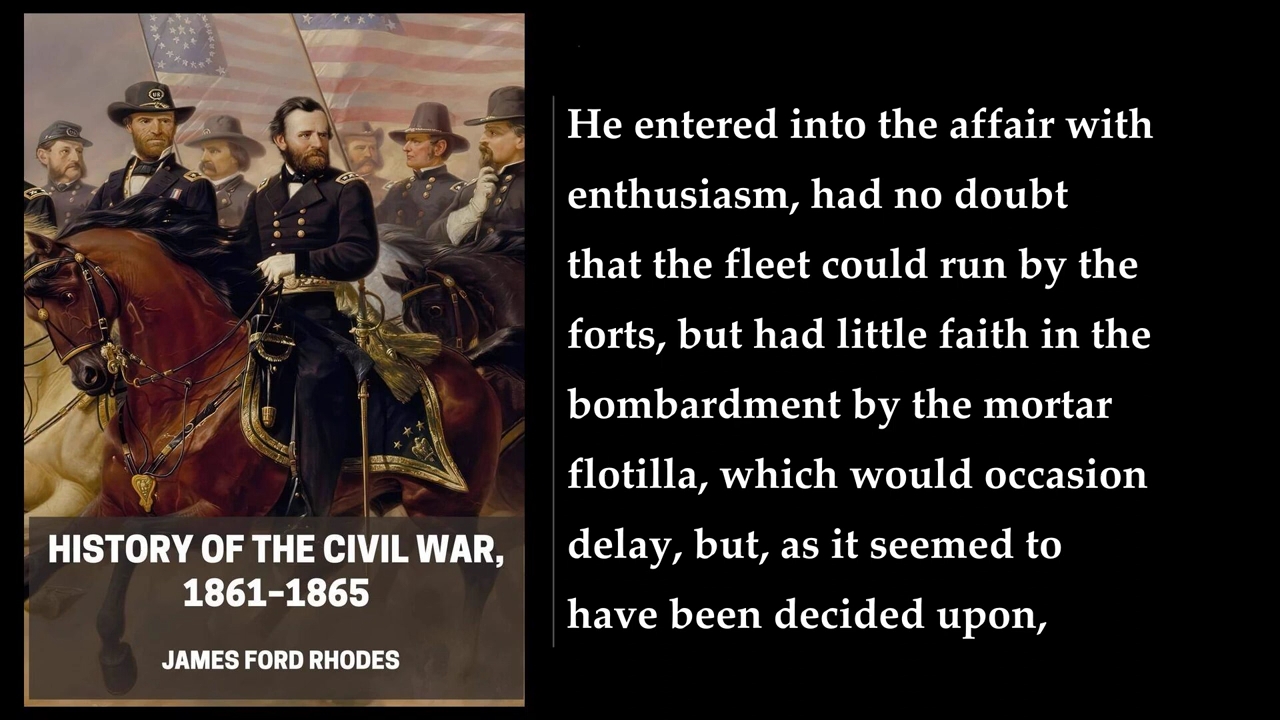 HISTORY OF THE CIVIL WAR,
1861–1865
JAMES FORD RHODES
He entered into the affair with
enthusiasm, had no doubt
that the fleet could run by the
forts, but had little faith in the
bombardment by the mortar
flotilla, which would occasion
delay, but, as it seemed to
have been decided upon,